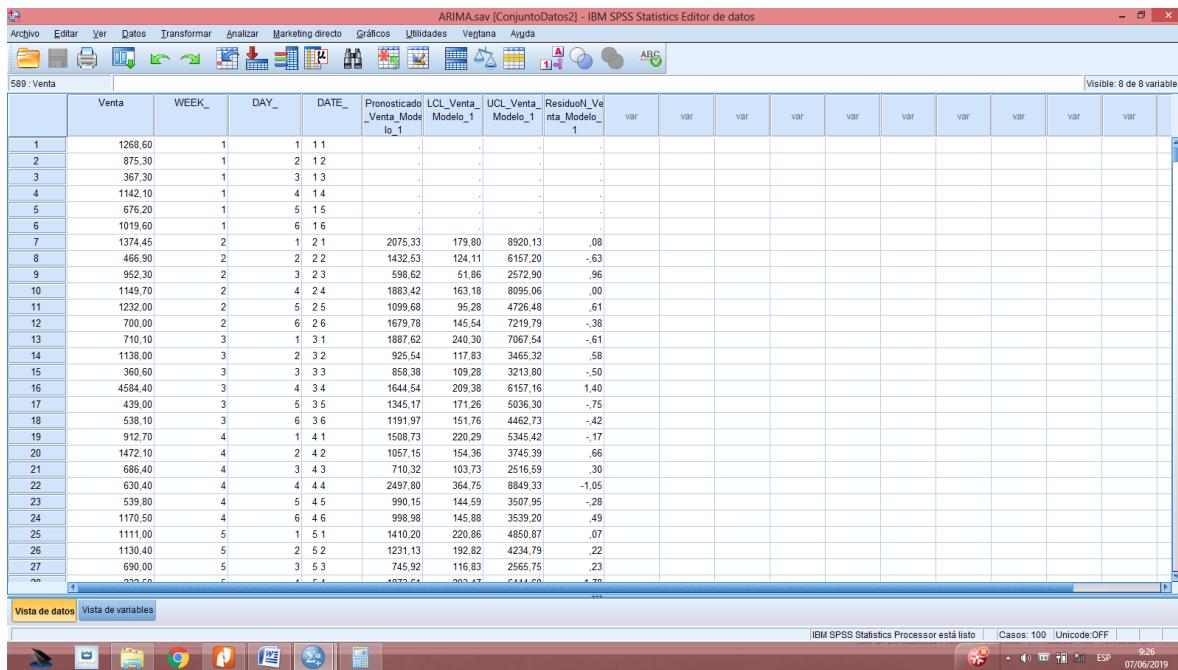 ARIMA.sav [ConjuntoDatos2] - IBM SPSS Statistics Editor de datos
Archivo Editar Ver Datos Transformar Analizar Marketing directo Gráficos Utilidades Ventana Ayuda
589 : Venta
Visible: 8 de 8 variable
Venta WEEK_ DAY_ DATE_ Pronosticado_Venta_Modelo_1 LCL_Venta_Modelo_1 UCL_Venta_Modelo_1 ResiduoN_Venta_Modelo_1 var var var var var var var var var var
1 1268,60 1 1 1 1 . . . .
2 875,30 1 2 1 2 . . . .
3 367,30 1 3 1 3 . . . .
4 1142,10 1 4 1 4 . . . .
5 676,20 1 5 1 5 . . . .
6 1019,60 1 6 1 6 . . . .
7 1374,45 2 1 2 1 2075,33 179,80 8920,13 ,08
8 466,90 2 2 2 2 1432,53 124,11 6157,20 -,63
9 952,30 2 3 2 3 598,62 51,86 2572,90 ,96
10 1149,70 2 4 2 4 1883,42 163,18 8095,06 ,00
11 1232,00 2 5 2 5 1099,68 95,28 4726,48 ,61
12 700,00 2 6 2 6 1679,78 145,54 7219,79 -,38
13 710,10 3 1 3 1 1887,62 240,30 7067,54 -,61
14 1138,00 3 2 3 2 925,54 117,83 3465,32 ,58
15 360,60 3 3 3 3 858,38 109,28 3213,80 -,50
16 4584,40 3 4 3 4 1644,54 209,38 6157,16 1,40
17 439,00 3 5 3 5 1345,17 171,26 5036,30 -,75
18 538,10 3 6 3 6 1191,97 151,76 4462,73 -,42
19 912,70 4 1 4 1 1508,73 220,29 5345,42 -,17
20 1472,10 4 2 4 2 1057,15 154,36 3745,39 ,66
21 686,40 4 3 4 3 710,32 103,73 2516,59 ,30
22 630,40 4 4 4 4 2497,80 364,75 8849,33 -1,05
23 539,80 4 5 4 5 990,15 144,59 3507,95 -,28
24 1170,50 4 6 4 6 998,98 145,88 3539,20 ,49
25 1111,00 5 1 5 1 1410,20 220,86 4850,87 ,07
26 1130,40 5 2 5 2 1231,13 192,82 4234,79 ,22
27 690,00 5 3 5 3 745,92 116,83 2565,75 ,23
Vista de datos Vista de variables
IBM SPSS Statistics Processor está listo Casos: 100 Unicode:OFF
ESP 9:26
07/06/2019